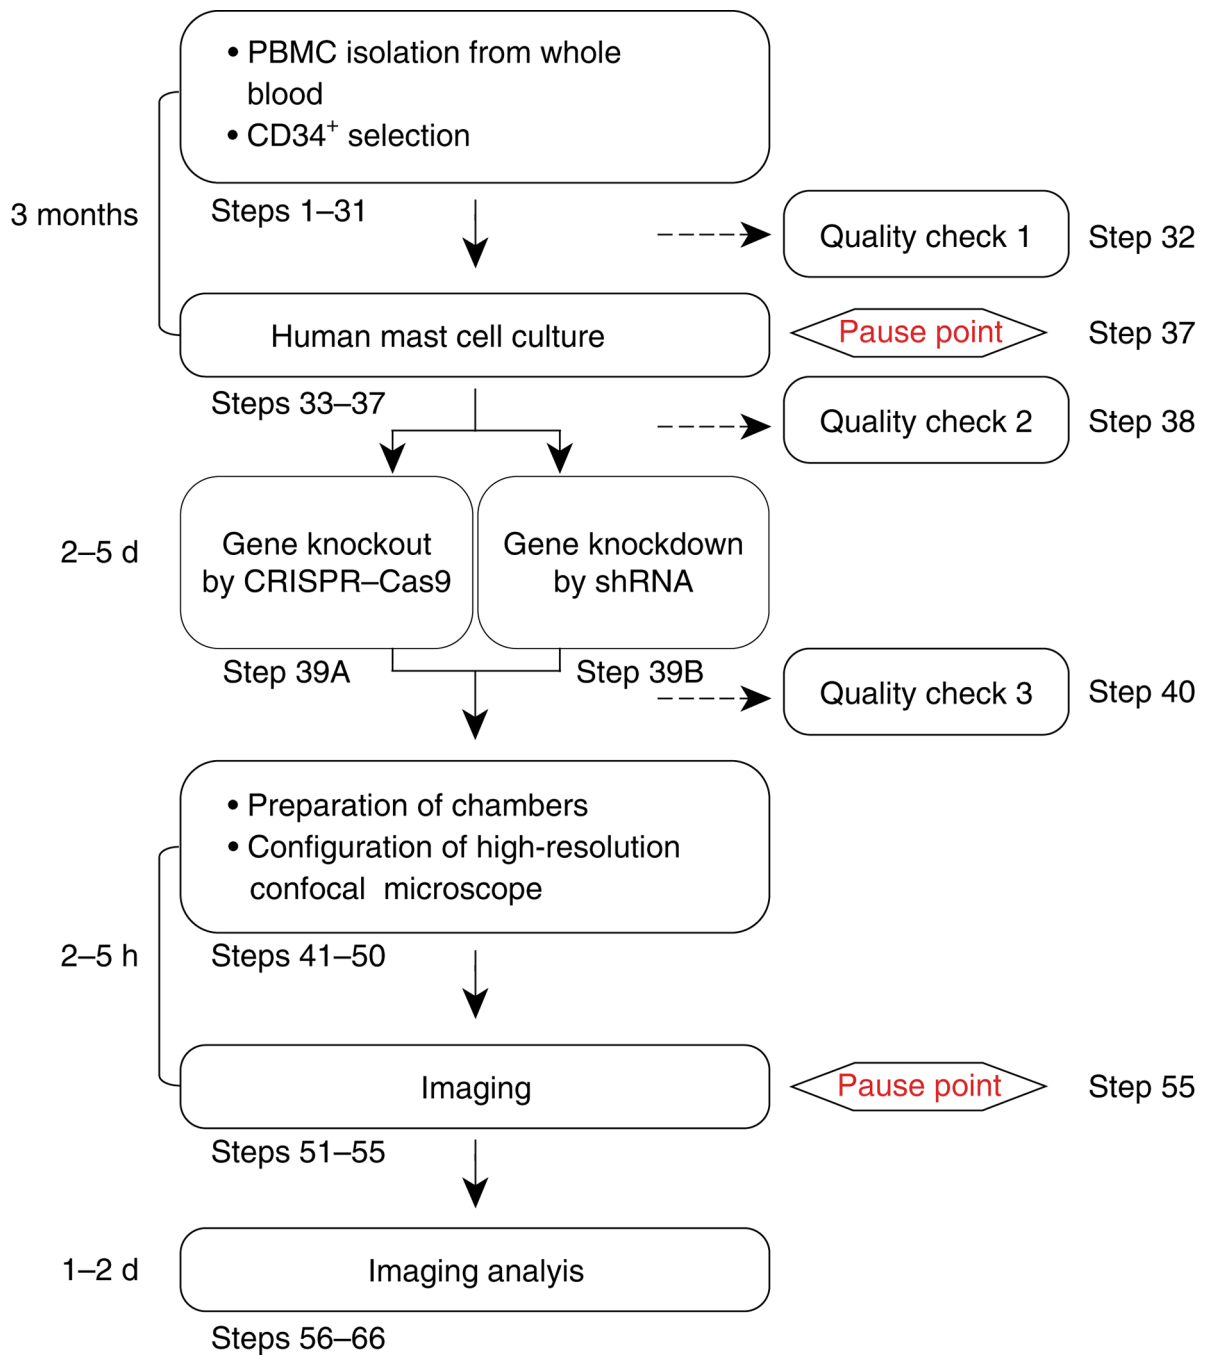 • PBMC isolation from whole
blood
• CD34⁺ selection
3 months
Steps 1–31
Quality check 1
Step 32
Human mast cell culture
Pause point
Step 37
Steps 33–37
Quality check 2
Step 38
2–5 d
Gene knockout
by CRISPR–Cas9
Gene knockdown
by shRNA
Step 39A
Step 39B
Quality check 3
Step 40
• Preparation of chambers
• Configuration of high-resolution
confocal microscope
2–5 h
Steps 41–50
Imaging
Pause point
Step 55
Steps 51–55
1–2 d
Imaging analyis
Steps 56–66